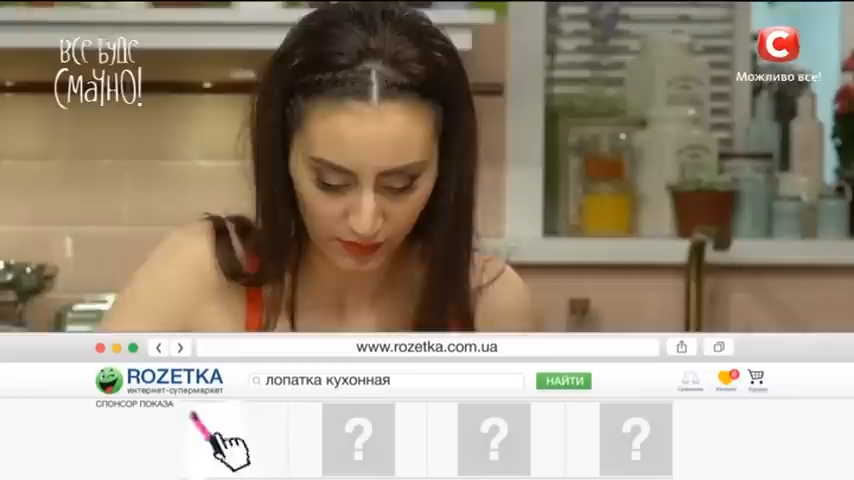 ВСЕ БУДЕ
СМАЧНО!
Можливо все!
www.rozetka.com.ua
ROZETKA
интернет-супермаркет
лопатка кухонная
НАЙТИ
СПОНСОР ПОКАЗА
? ? ?